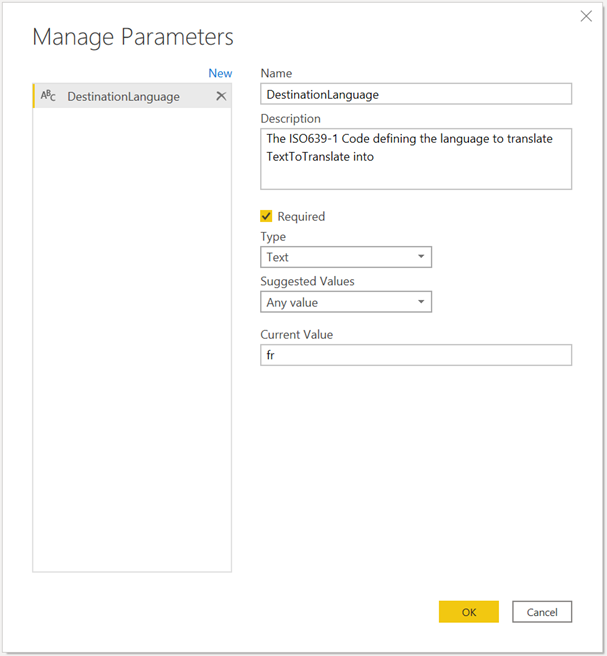 Manage Parameters
New
ABC DestinationLanguage
Name
DestinationLanguage
Description
The ISO639-1 Code defining the language to translate
TextToTranslate into
Required
Type
Text
Suggested Values
Any value
Current Value
fr
OK
Cancel